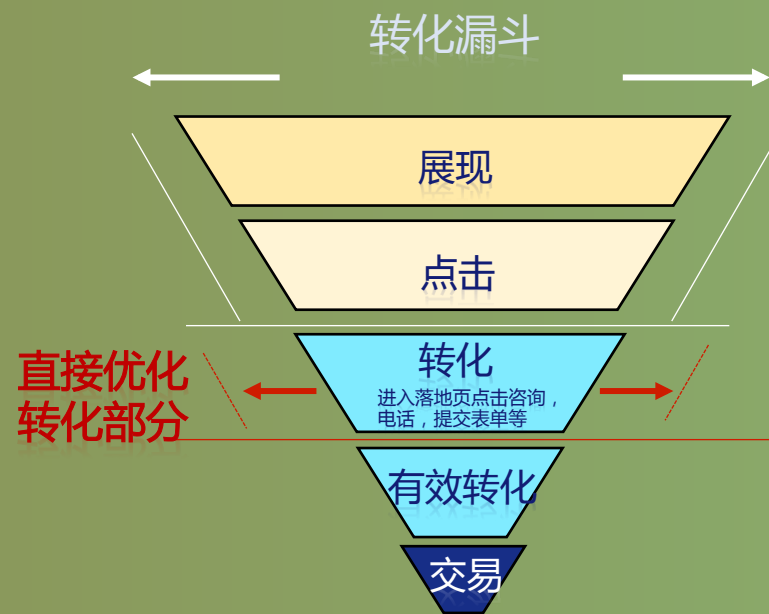 转化漏斗
展现
点击
直接优化
转化部分
转化
进入落地页点击咨询，
电话，提交表单等
有效转化
交易